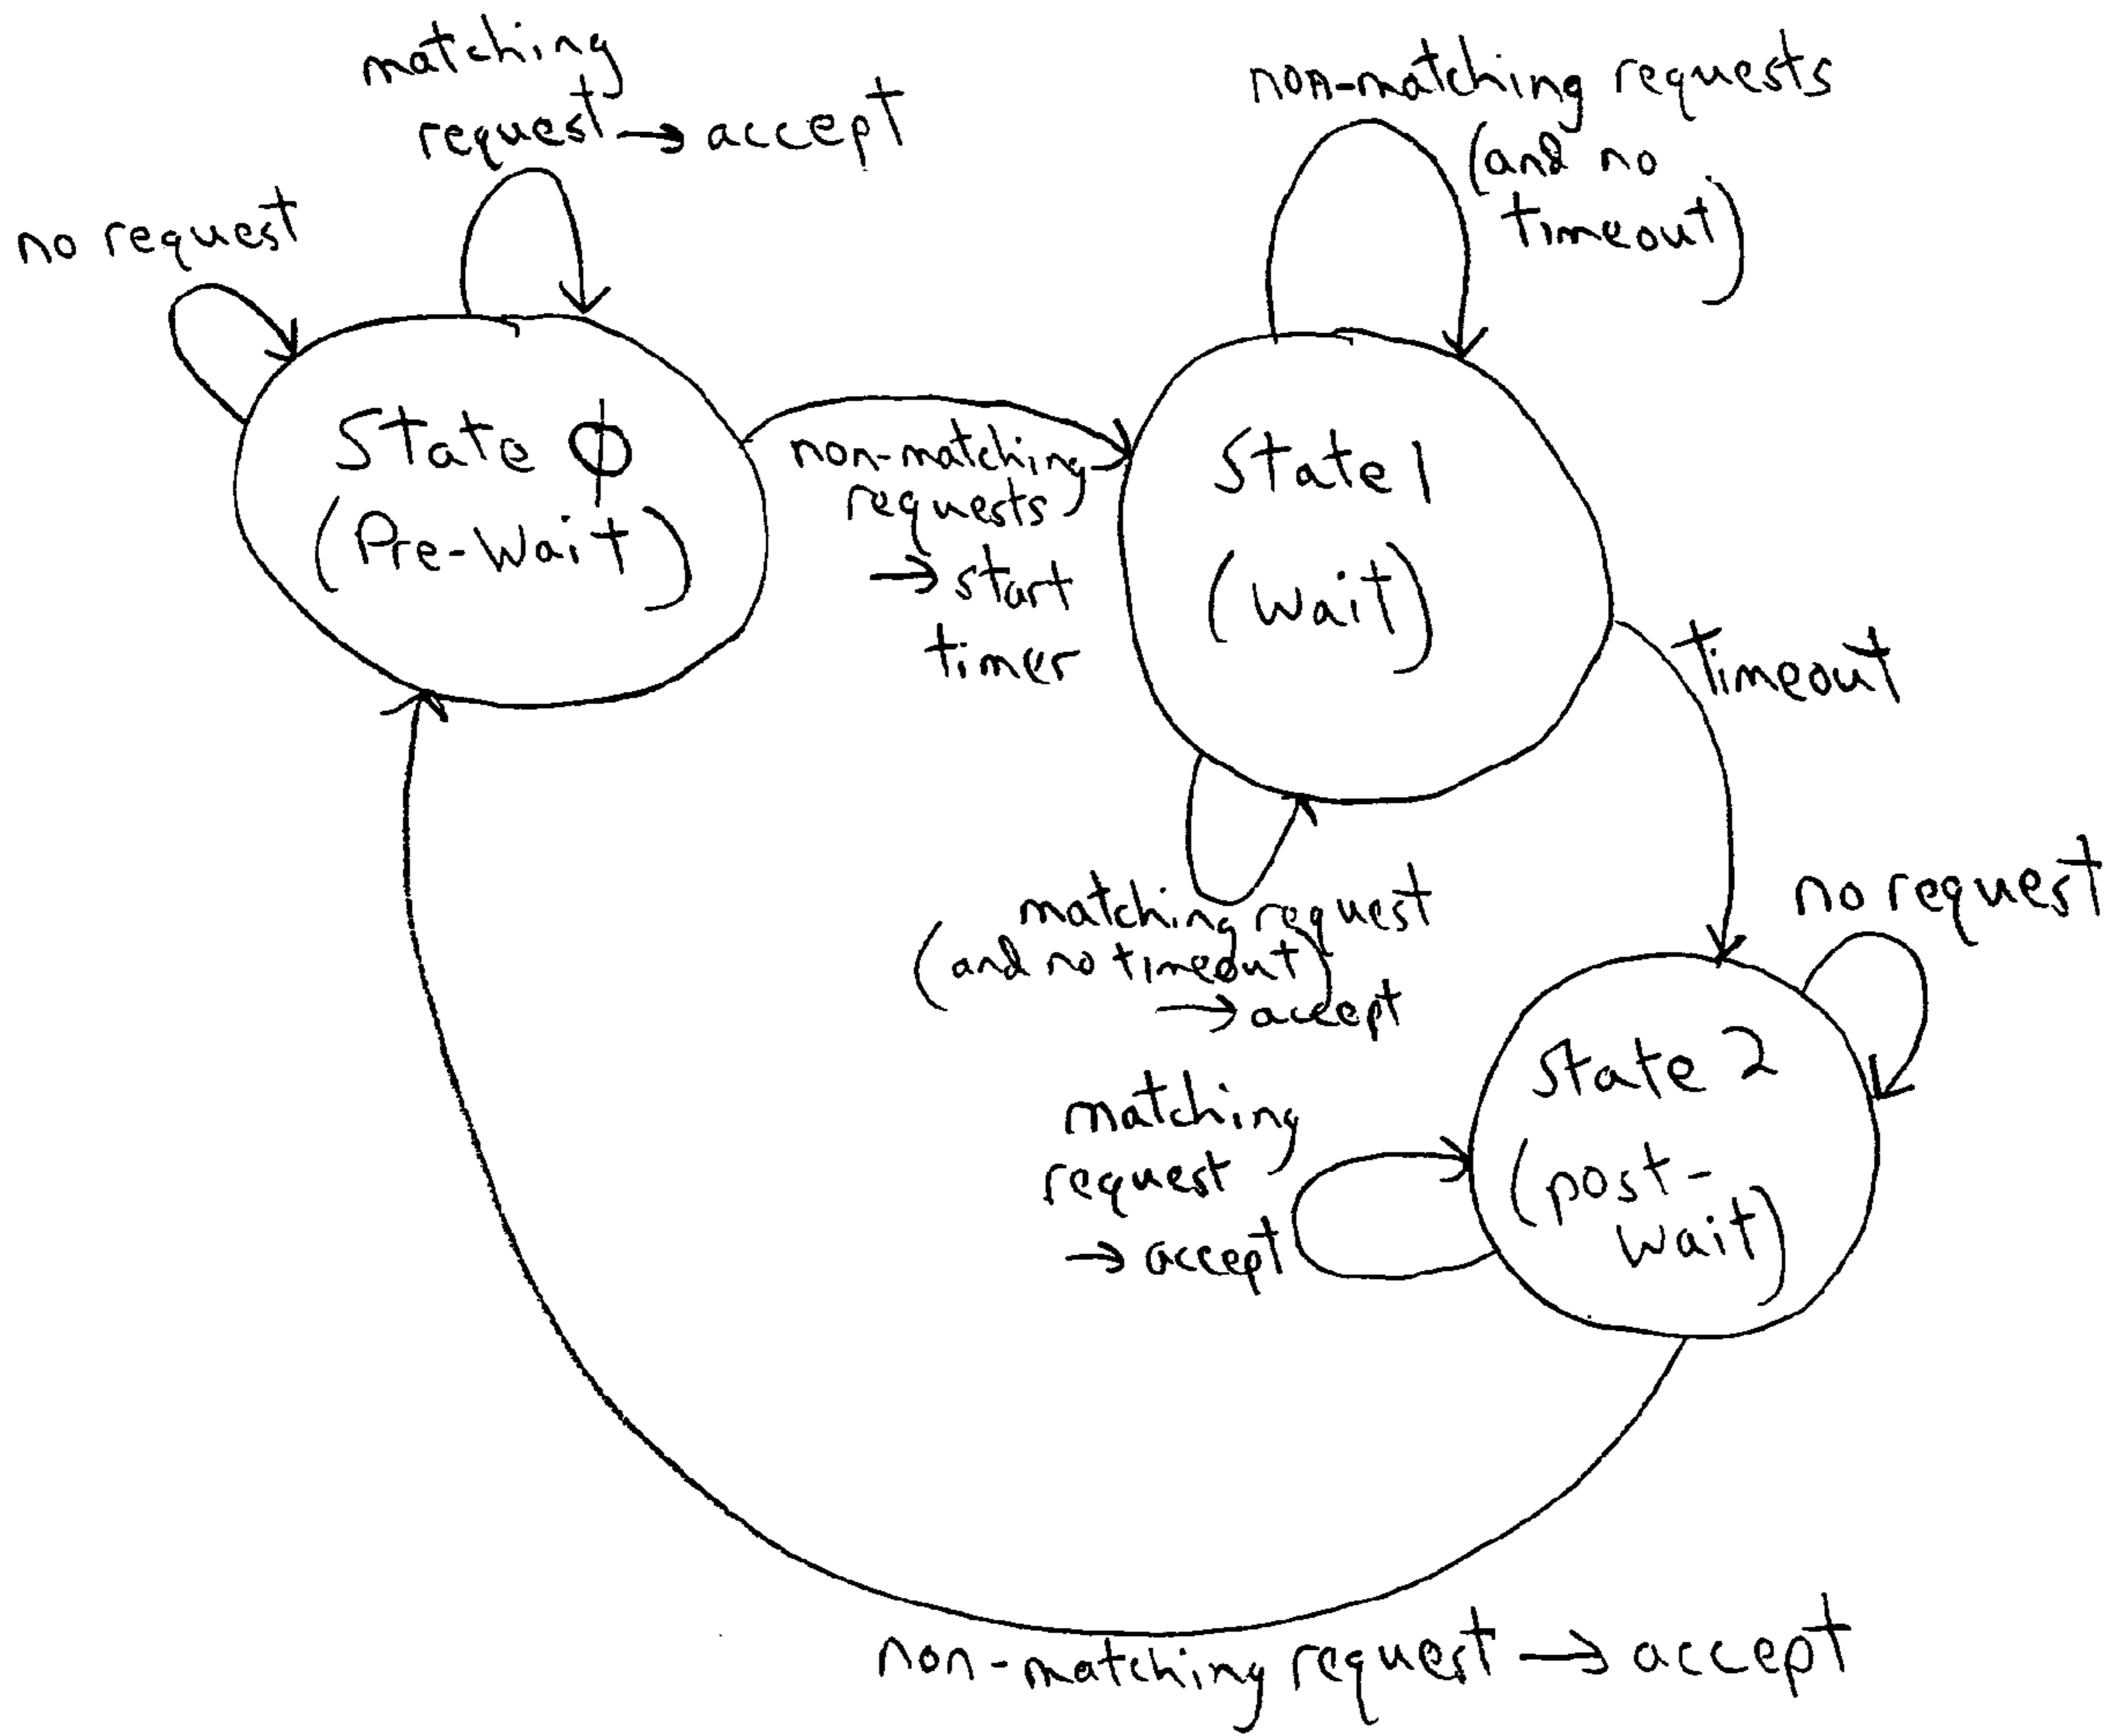 matching
request → accept
no request
non-matching requests
(and no
timeout)
State φ
(Pre-Wait)
non-matching
requests
→ start
timer
State 1
(Wait)
timeout
matching request
(and no timeout)
→ accept
no request
State 2
(post-
wait)
matching
request
→ accept
non-matching request → accept